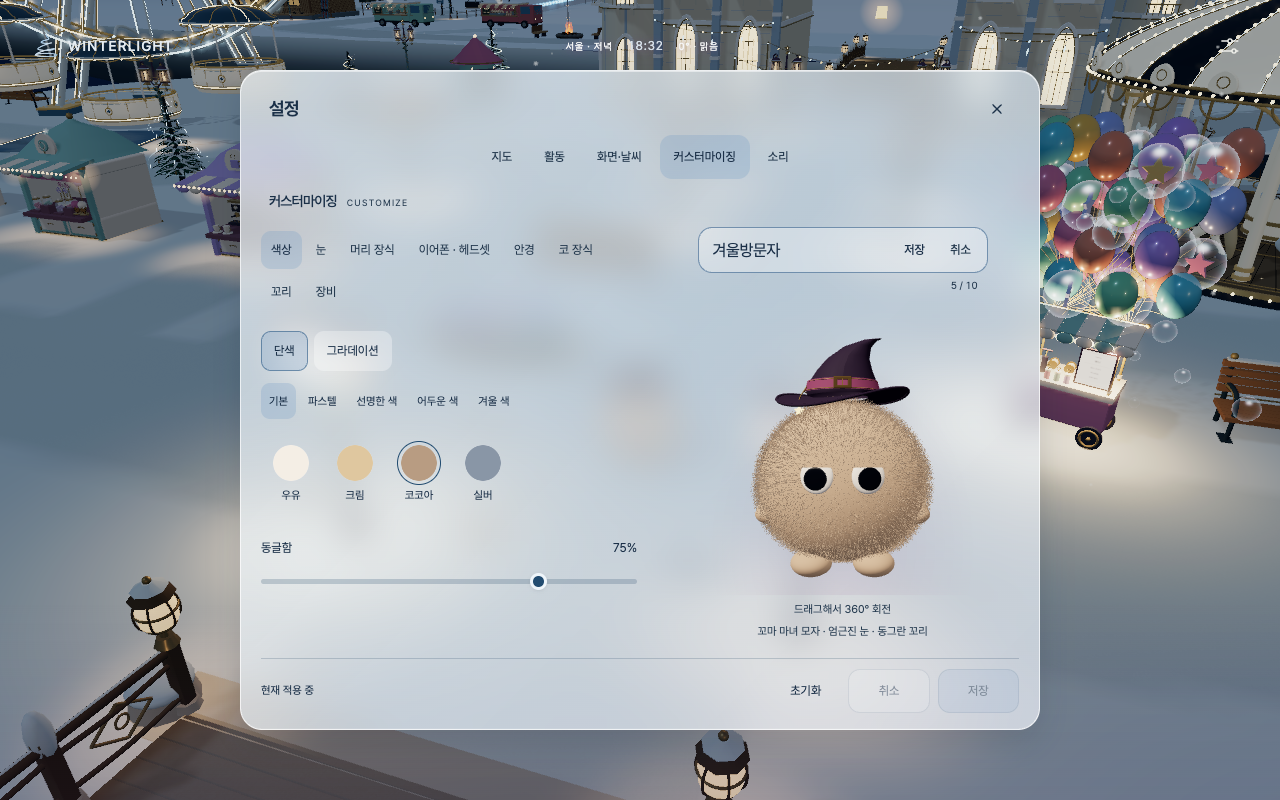 WINTERLIGHT
서울 · 저녁 18:32 맑음
설정
지도 활동 화면·날씨 커스터마이징 소리
커스터마이징 CUSTOMIZE
색상 눈 머리 장식 이어폰 · 헤드셋 안경 코 장식
꼬리 장비
겨울방문자 저장 취소
5 / 10
단색 그라데이션
기본 파스텔 선명한 색 어두운 색 겨울 색
우유 크림 코코아 실버
동글함 75%
드래그해서 360° 회전
꼬마 마녀 모자 · 엄근진 눈 · 동그란 꼬리
현재 적용 중 초기화 취소 저장